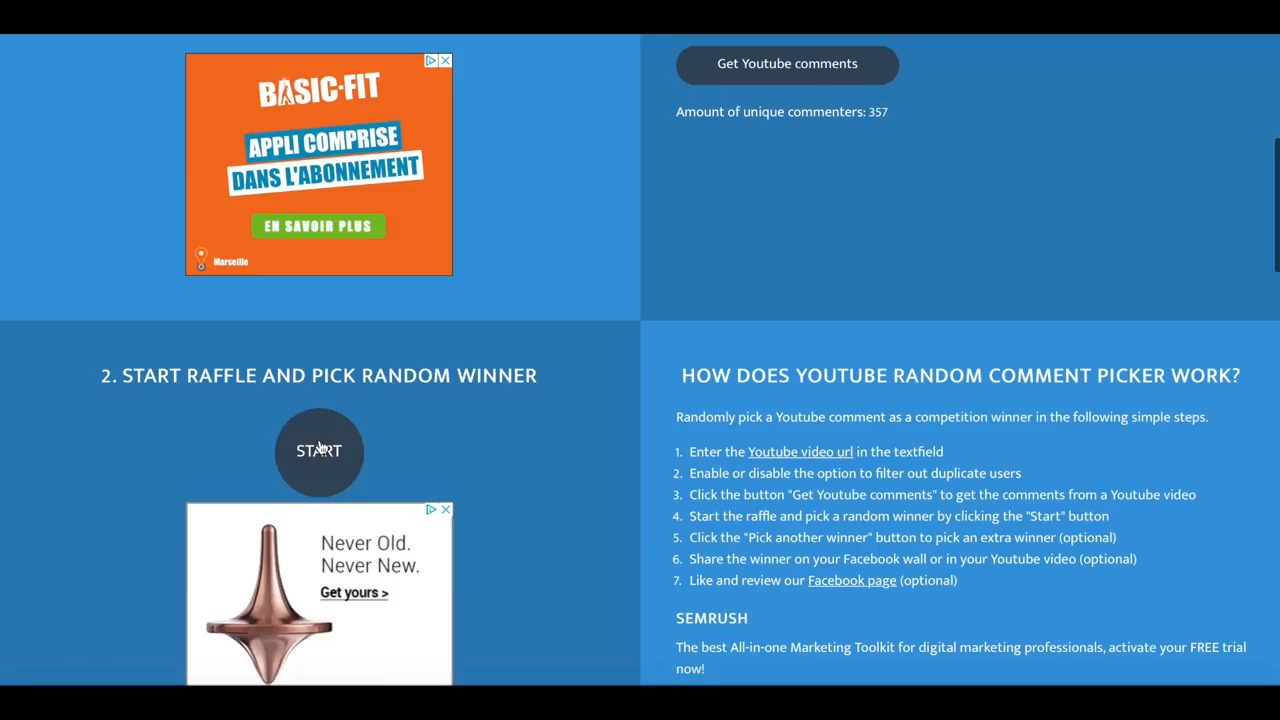 BASIC-FIT
APPLI COMPRISE
DANS L'ABONNEMENT
EN SAVOIR PLUS
Marseille
Get Youtube comments
Amount of unique commenters: 357
2. START RAFFLE AND PICK RANDOM WINNER
START
Never Old.
Never New.
Get yours >
HOW DOES YOUTUBE RANDOM COMMENT PICKER WORK?
Randomly pick a Youtube comment as a competition winner in the following simple steps.
1. Enter the Youtube video url in the textfield
2. Enable or disable the option to filter out duplicate users
3. Click the button "Get Youtube comments" to get the comments from a Youtube video
4. Start the raffle and pick a random winner by clicking the "Start" button
5. Click the "Pick another winner" button to pick an extra winner (optional)
6. Share the winner on your Facebook wall or in your Youtube video (optional)
7. Like and review our Facebook page (optional)
SEMRUSH
The best All-in-one Marketing Toolkit for digital marketing professionals, activate your FREE trial
now!